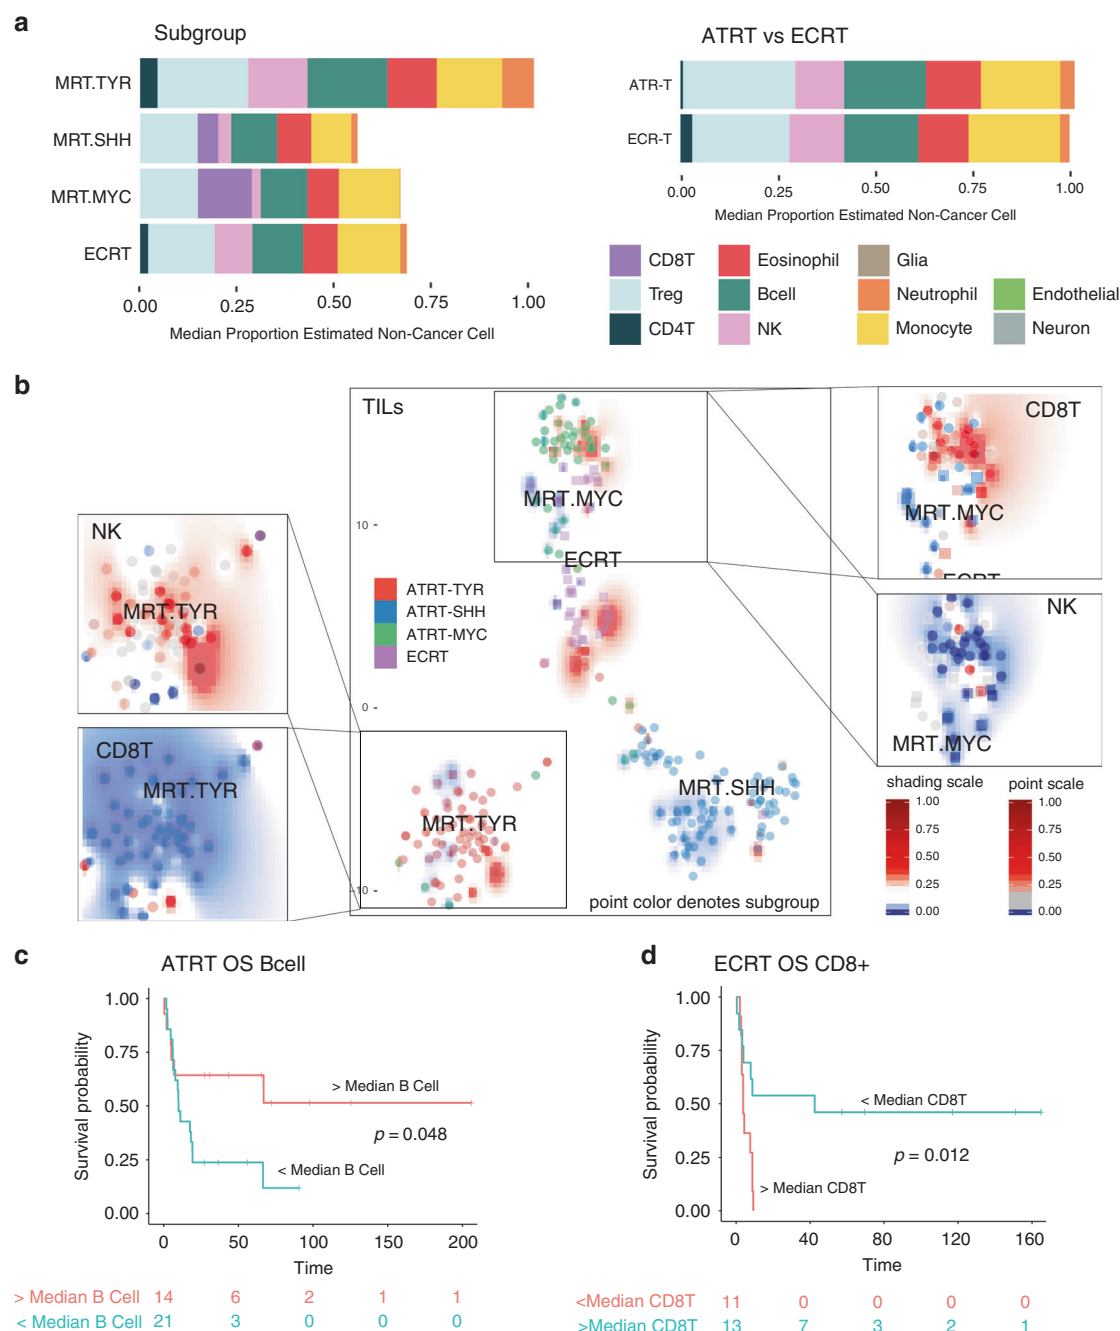 a
Subgroup
MRT.TYR
MRT.SHH
MRT.MYC
ECRT
0.00 0.25 0.50 0.75 1.00
Median Proportion Estimated Non-Cancer Cell
ATRT vs ECRT
ATR-T
ECR-T
0.00 0.25 0.50 0.75 1.00
Median Proportion Estimated Non-Cancer Cell
CD8T Eosinophil Glia
Treg Bcell Neutrophil Endothelial
CD4T NK Monocyte Neuron
b
TILs
MRT.MYC
ECRT
10
0
-10
ATRT-TYR
ATRT-SHH
ATRT-MYC
ECRT
MRT.SHH
MRT.TYR
point color denotes subgroup
NK
MRT.TYR
CD8T
MRT.TYR
CD8T
MRT.MYC
ECRT
NK
MRT.MYC
shading scale
1.00
0.75
0.50
0.25
0.00
point scale
1.00
0.75
0.50
0.25
0.00
c
ATRT OS Bcell
Survival probability
1.00
0.75
0.50
0.25
0.00
> Median B Cell
p = 0.048
< Median B Cell
0 50 100 150 200
Time
> Median B Cell 14 6 2 1 1
< Median B Cell 21 3 0 0 0
d
ECRT OS CD8+
Survival probability
1.00
0.75
0.50
0.25
0.00
< Median CD8T
p = 0.012
> Median CD8T
0 40 80 120 160
Time
<Median CD8T 11 0 0 0 0
>Median CD8T 13 7 3 2 1